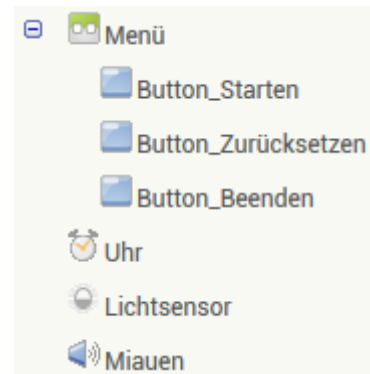 Menü
Button_Starten
Button_Zurücksetzen
Button_Beenden
Uhr
Lichtsensor
Miauen